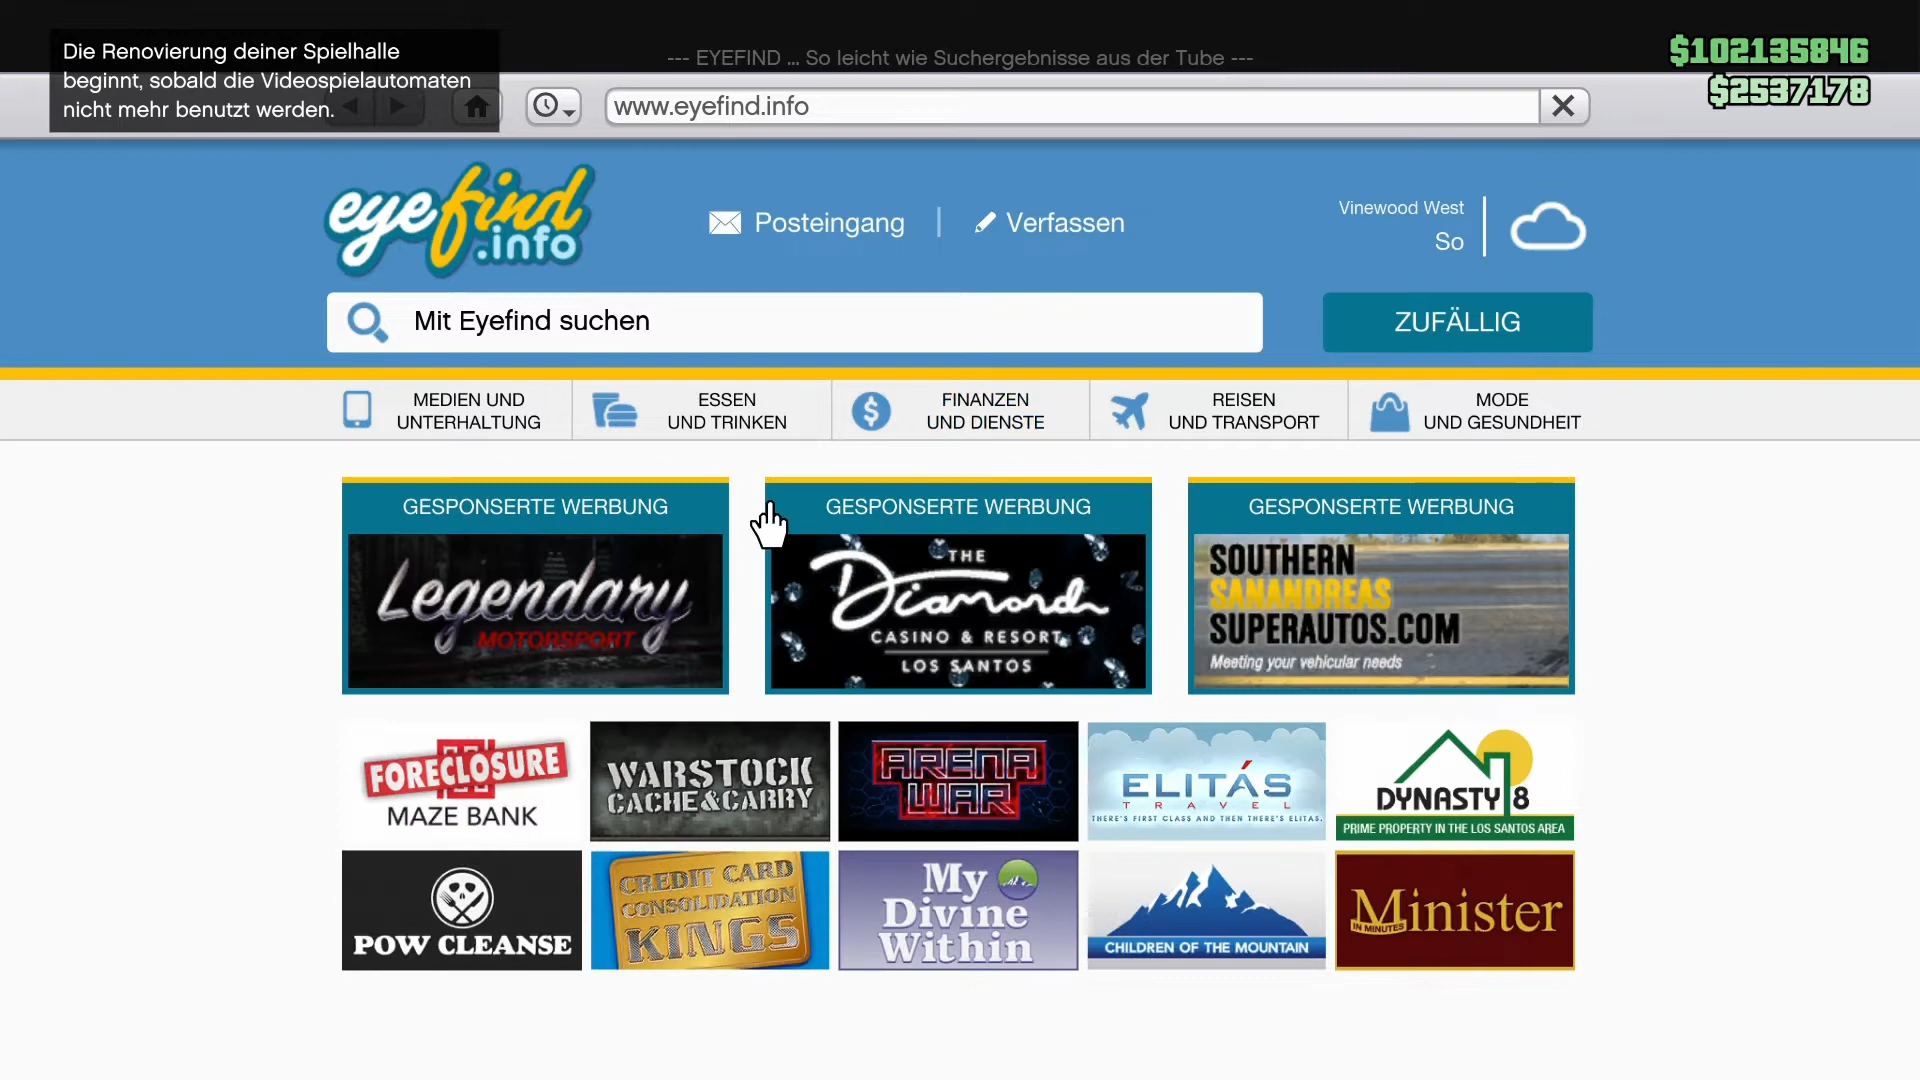 Die Renovierung deiner Spielhalle
beginnt, sobald die Videospielautomaten
nicht mehr benutzt werden.
--- EYEFIND ... So leicht wie Suchergebnisse aus der Tube ---
$102135846
$2537178
www.eyefind.info
eyefind
.info
Posteingang
Verfassen
Vinewood West
So
Mit Eyefind suchen
ZUFÄLLIG
MEDIEN UND
UNTERHALTUNG
ESSEN
UND TRINKEN
FINANZEN
UND DIENSTE
REISEN
UND TRANSPORT
MODE
UND GESUNDHEIT
GESPONSERTE WERBUNG
Legendary
MOTORSPORT
GESPONSERTE WERBUNG
THE
Diamond
CASINO & RESORT
LOS SANTOS
GESPONSERTE WERBUNG
SOUTHERN
SANANDREAS
SUPERAUTOS.COM
Meeting your vehicular needs
FORECLOSURE
MAZE BANK
WARSTOCK
CACHE&CARRY
ARENA
WAR
ELITÁS
TRAVEL
THERE'S FIRST CLASS AND THEN THERE'S ELITAS.
DYNASTY 8
PRIME PROPERTY IN THE LOS SANTOS AREA
POW CLEANSE
CREDIT CARD
CONSOLIDATION
KINGS
My
Divine
Within
CHILDREN OF THE MOUNTAIN
Minister
IN MINUTES